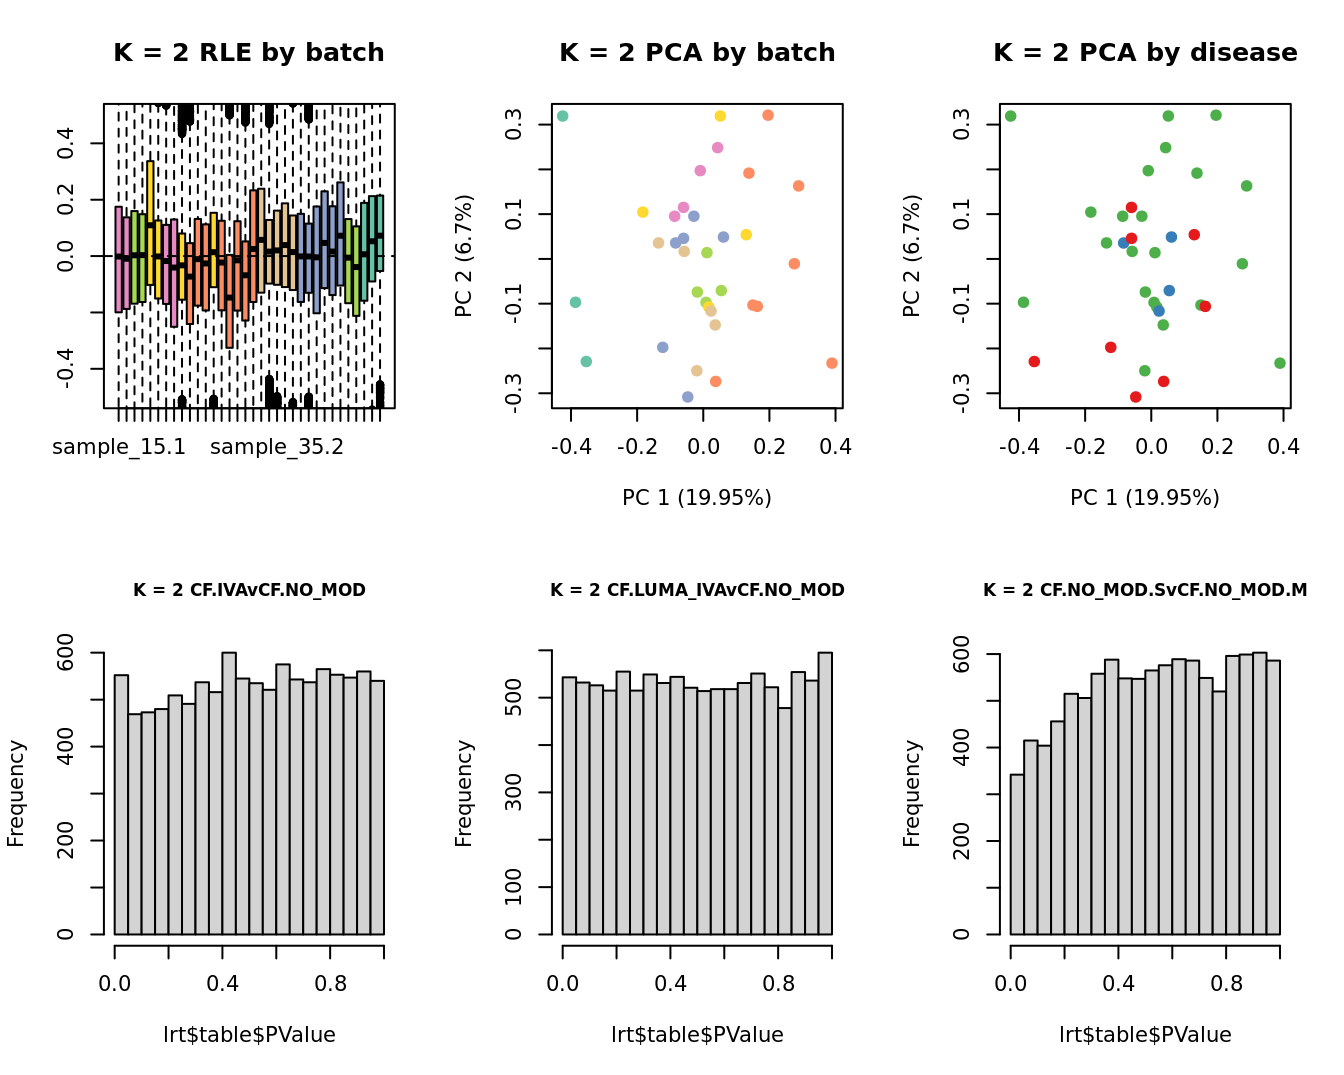 K = 2 RLE by batch
0.4
0.2
0.0
-0.4
sample_15.1 sample_35.2
K = 2 PCA by batch
PC 2 (6.7%)
0.3
0.1
-0.1
-0.3
-0.4 -0.2 0.0 0.2 0.4
PC 1 (19.95%)
K = 2 PCA by disease
PC 2 (6.7%)
0.3
0.1
-0.1
-0.3
-0.4 -0.2 0.0 0.2 0.4
PC 1 (19.95%)
K = 2 CF.IVAvCF.NO_MOD
Frequency
600
400
200
0
0.0 0.4 0.8
lrt$table$PValue
K = 2 CF.LUMA_IVAvCF.NO_MOD
Frequency
500
300
100
0
0.0 0.4 0.8
lrt$table$PValue
K = 2 CF.NO_MOD.SvCF.NO_MOD.M
Frequency
600
400
200
0
0.0 0.4 0.8
lrt$table$PValue